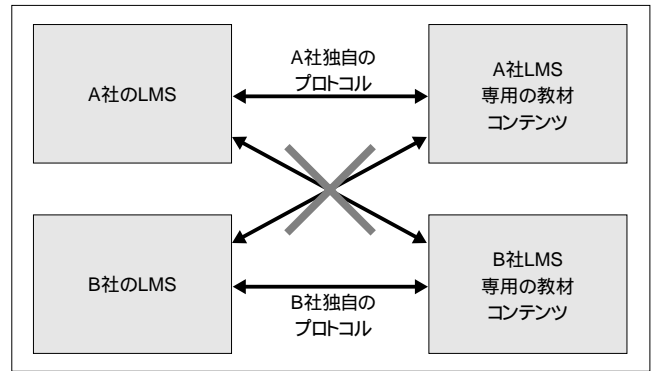 A社のLMS
A社独自の
プロトコル
A社LMS
専用の教材
コンテンツ
B社のLMS
B社独自の
プロトコル
B社LMS
専用の教材
コンテンツ